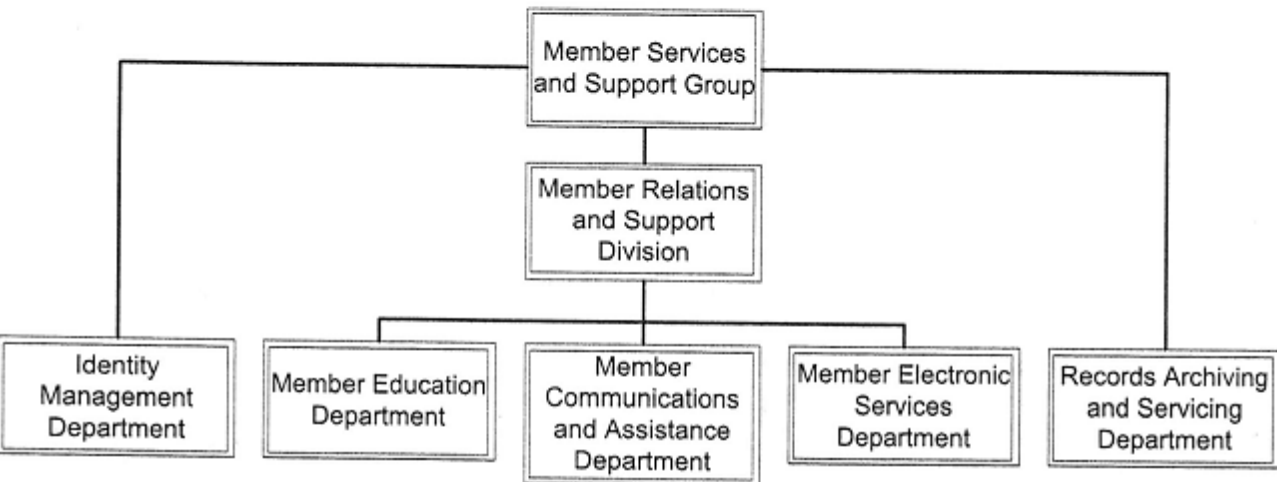 Member Services
and Support Group
Member Relations
and Support
Division
Identity
Management
Department
Member Education
Department
Member
Communications
and Assistance
Department
Member Electronic
Services
Department
Records Archiving
and Servicing
Department